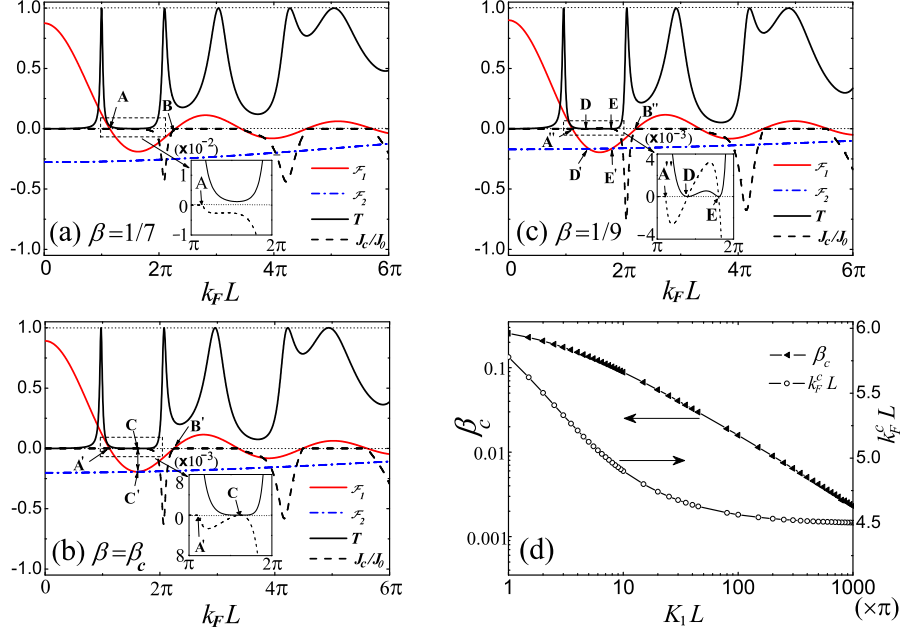 1.0
0.5
0.0
-0.5
-1.0
A
B
(×10⁻²)
1
0
-1
A
π
2π
ℱ₁
ℱ₂
T
J_c/J_0
(a) β=1/7
0
2π
4π
6π
k_F L
1.0
0.5
0.0
-0.5
-1.0
A''
D
E
B''
D'
E'
(×10⁻³)
4
0
-4
A''
D
E
π
2π
ℱ₁
ℱ₂
T
J_c/J_0
(c) β=1/9
0
2π
4π
6π
k_F L
1.0
0.5
0.0
-0.5
-1.0
A'
C
B'
C'
(×10⁻³)
8
0
8
A'
C
π
2π
ℱ₁
ℱ₂
T
J_c/J_0
(b) β=β_c
0
2π
4π
6π
k_F L
0.1
0.01
0.001
β_c
β_c
k_F^c L
6.0
5.5
5.0
4.5
k_F^c L
(d)
1
10
100
1000
(×π)
K₁L